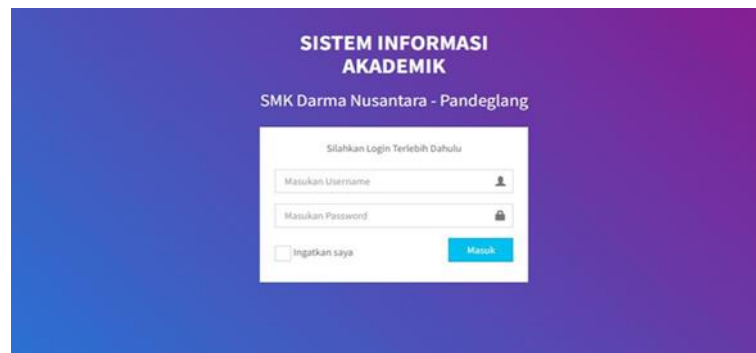 SISTEM INFORMASI
AKADEMIK
SMK Darma Nusantara - Pandeglang
Silahkan Login Terlebih Dahulu
Masukan Username
Masukan Password
Ingatkan saya
Masuk